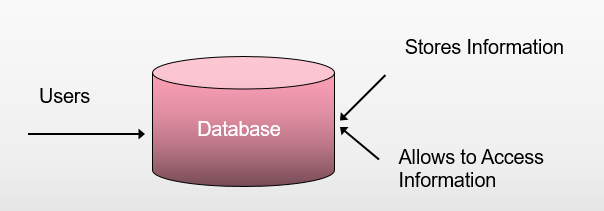 Stores Information
Users
Database
Allows to Access
Information